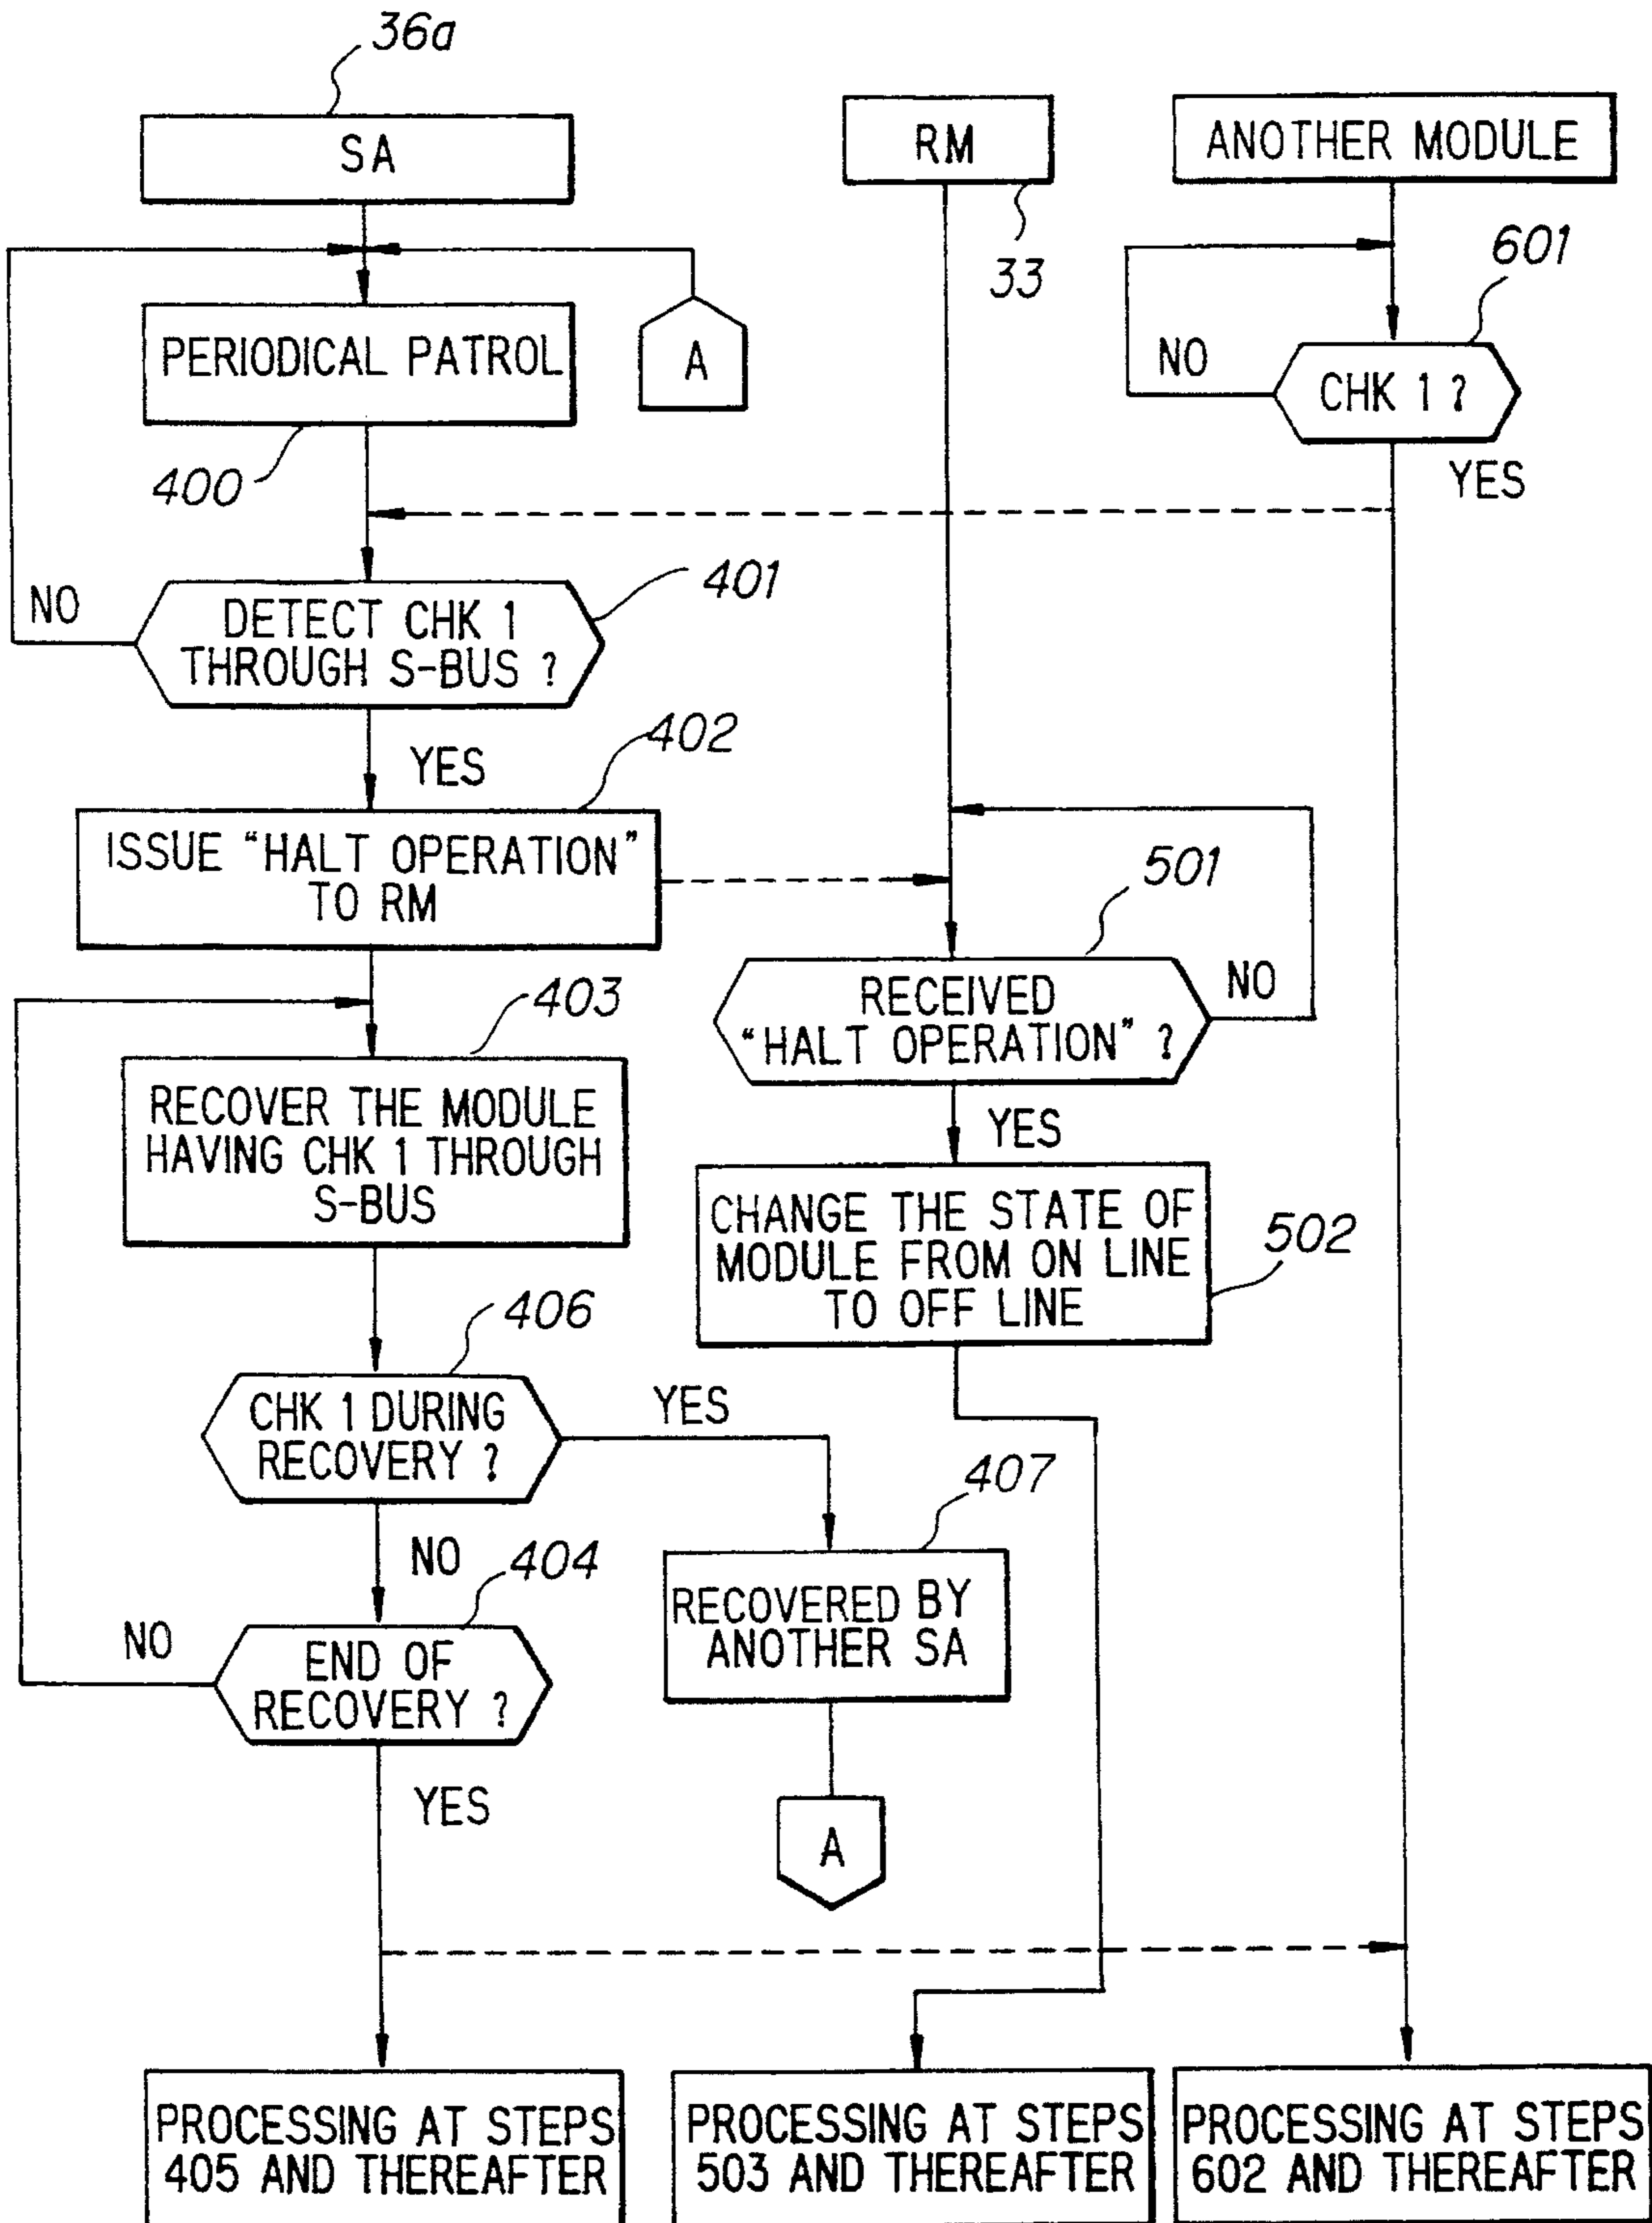 36a
SA
RM
33
ANOTHER MODULE
601
PERIODICAL PATROL
400
A
NO
CHK 1 ?
YES
NO
401
DETECT CHK 1
THROUGH S-BUS ?
YES
402
ISSUE “HALT OPERATION”
TO RM
501
RECEIVED
“HALT OPERATION” ?
NO
403
YES
RECOVER THE MODULE
HAVING CHK 1 THROUGH
S-BUS
CHANGE THE STATE OF
MODULE FROM ON LINE
TO OFF LINE
502
406
CHK 1 DURING
RECOVERY ?
YES
407
NO
404
RECOVERED BY
ANOTHER SA
NO
END OF
RECOVERY ?
YES
A
PROCESSING AT STEPS
405 AND THEREAFTER
PROCESSING AT STEPS
503 AND THEREAFTER
PROCESSING AT STEPS
602 AND THEREAFTER